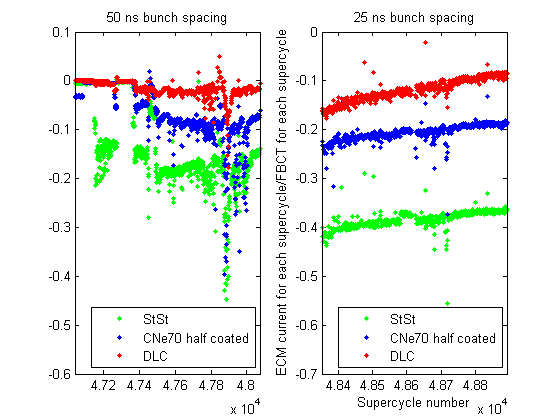 50 ns bunch spacing
0.1
0
-0.1
-0.2
-0.3
-0.4
-0.5
-0.6
StSt
CNe70 half coated
DLC
4.72 4.74 4.76 4.78 4.8
x 10^4
25 ns bunch spacing
ECM current for each supercycle/FBCT for each supercycle
0
-0.1
-0.2
-0.3
-0.4
-0.5
-0.6
-0.7
StSt
CNe70 half coated
DLC
4.84 4.85 4.86 4.87 4.88
Supercycle number
x 10^4